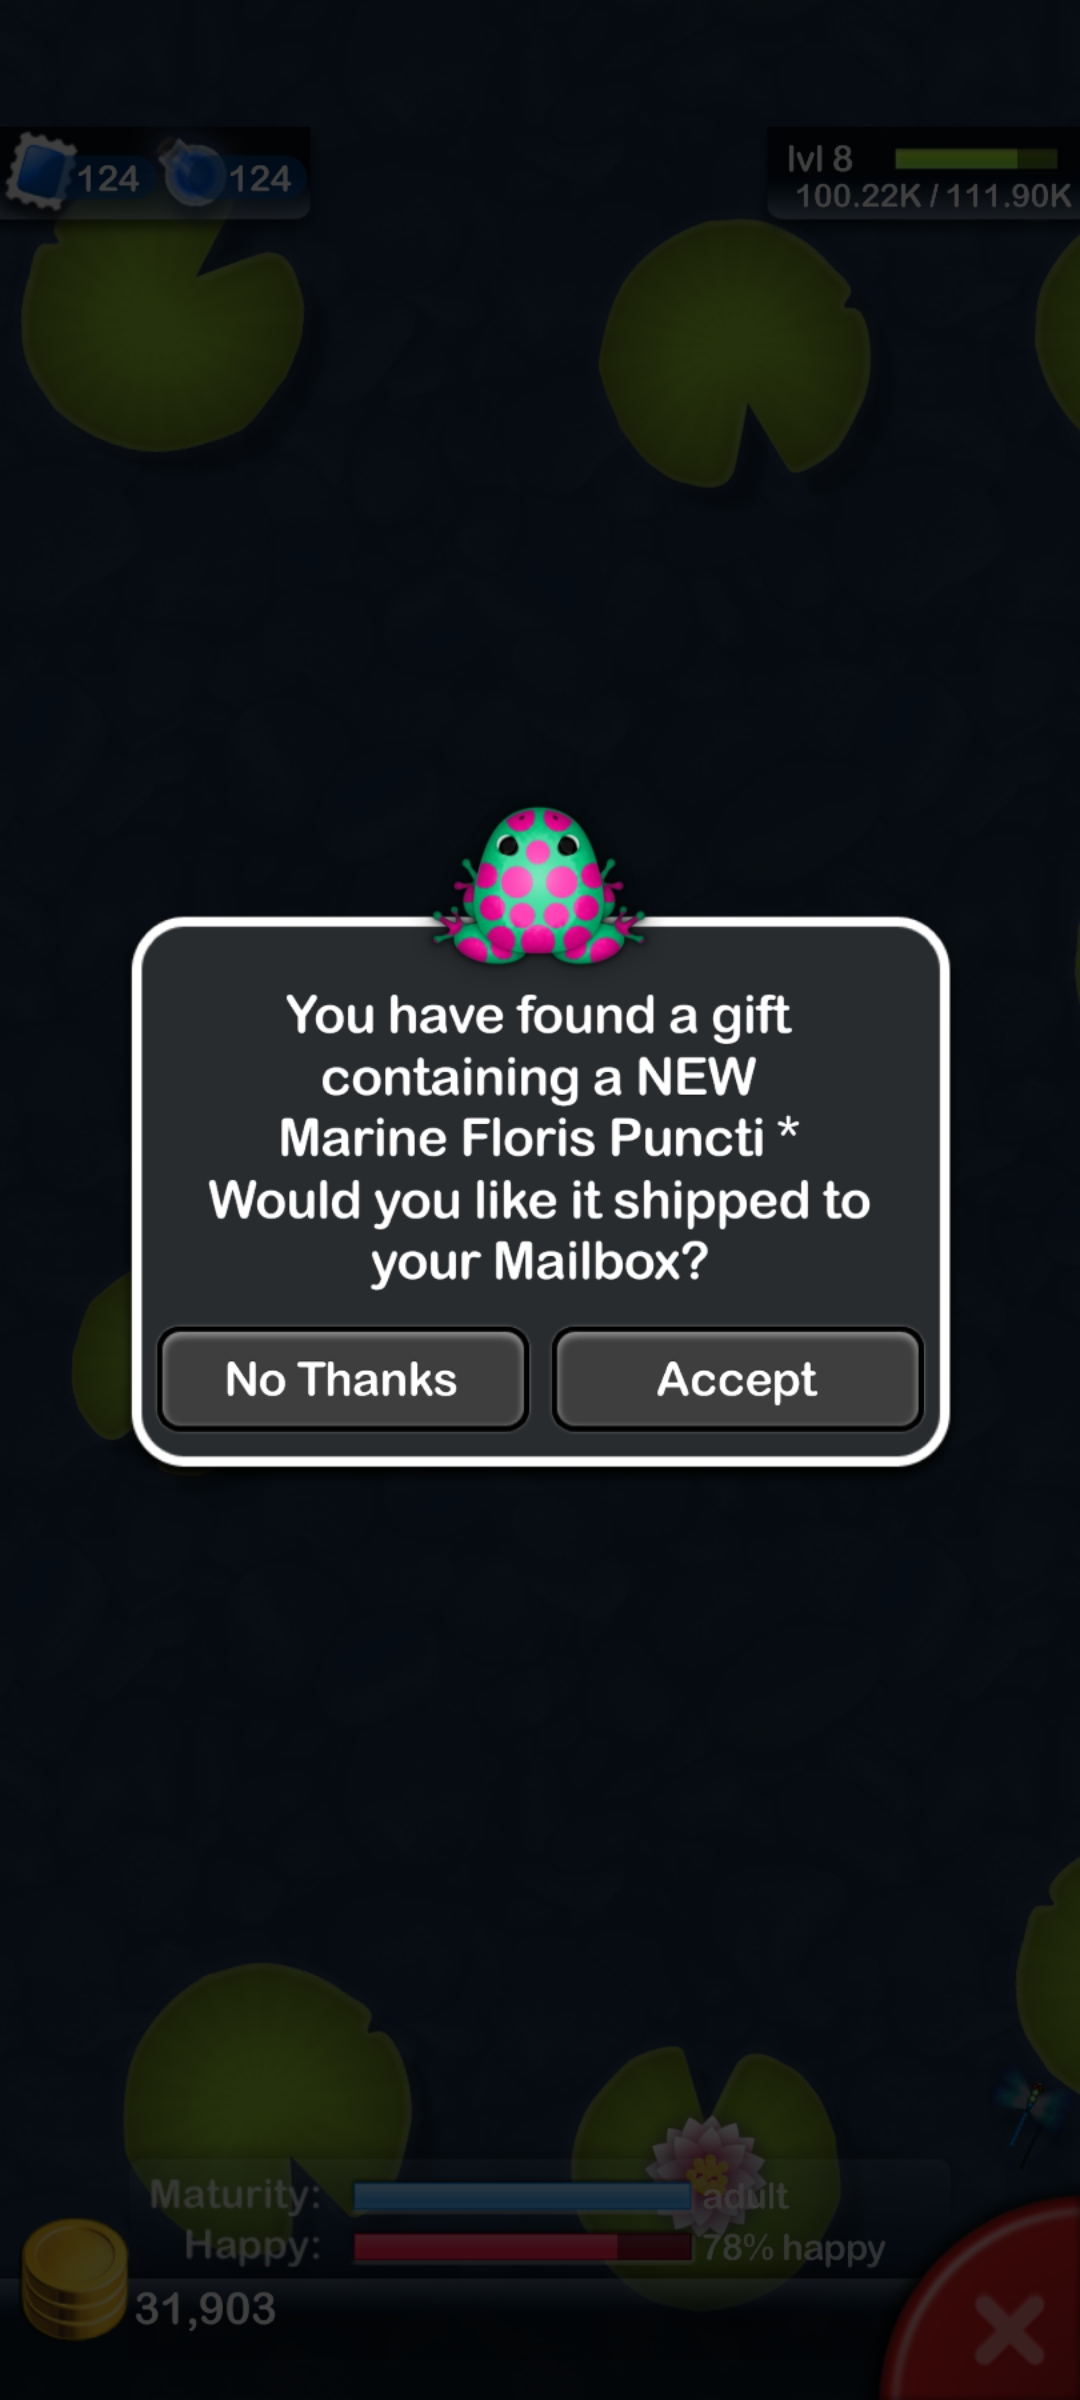 124 124
lvl 8
100.22K / 111.90K
You have found a gift
containing a NEW
Marine Floris Puncti *
Would you like it shipped to
your Mailbox?
No Thanks Accept
Maturity: adult
Happy: 78% happy
31,903